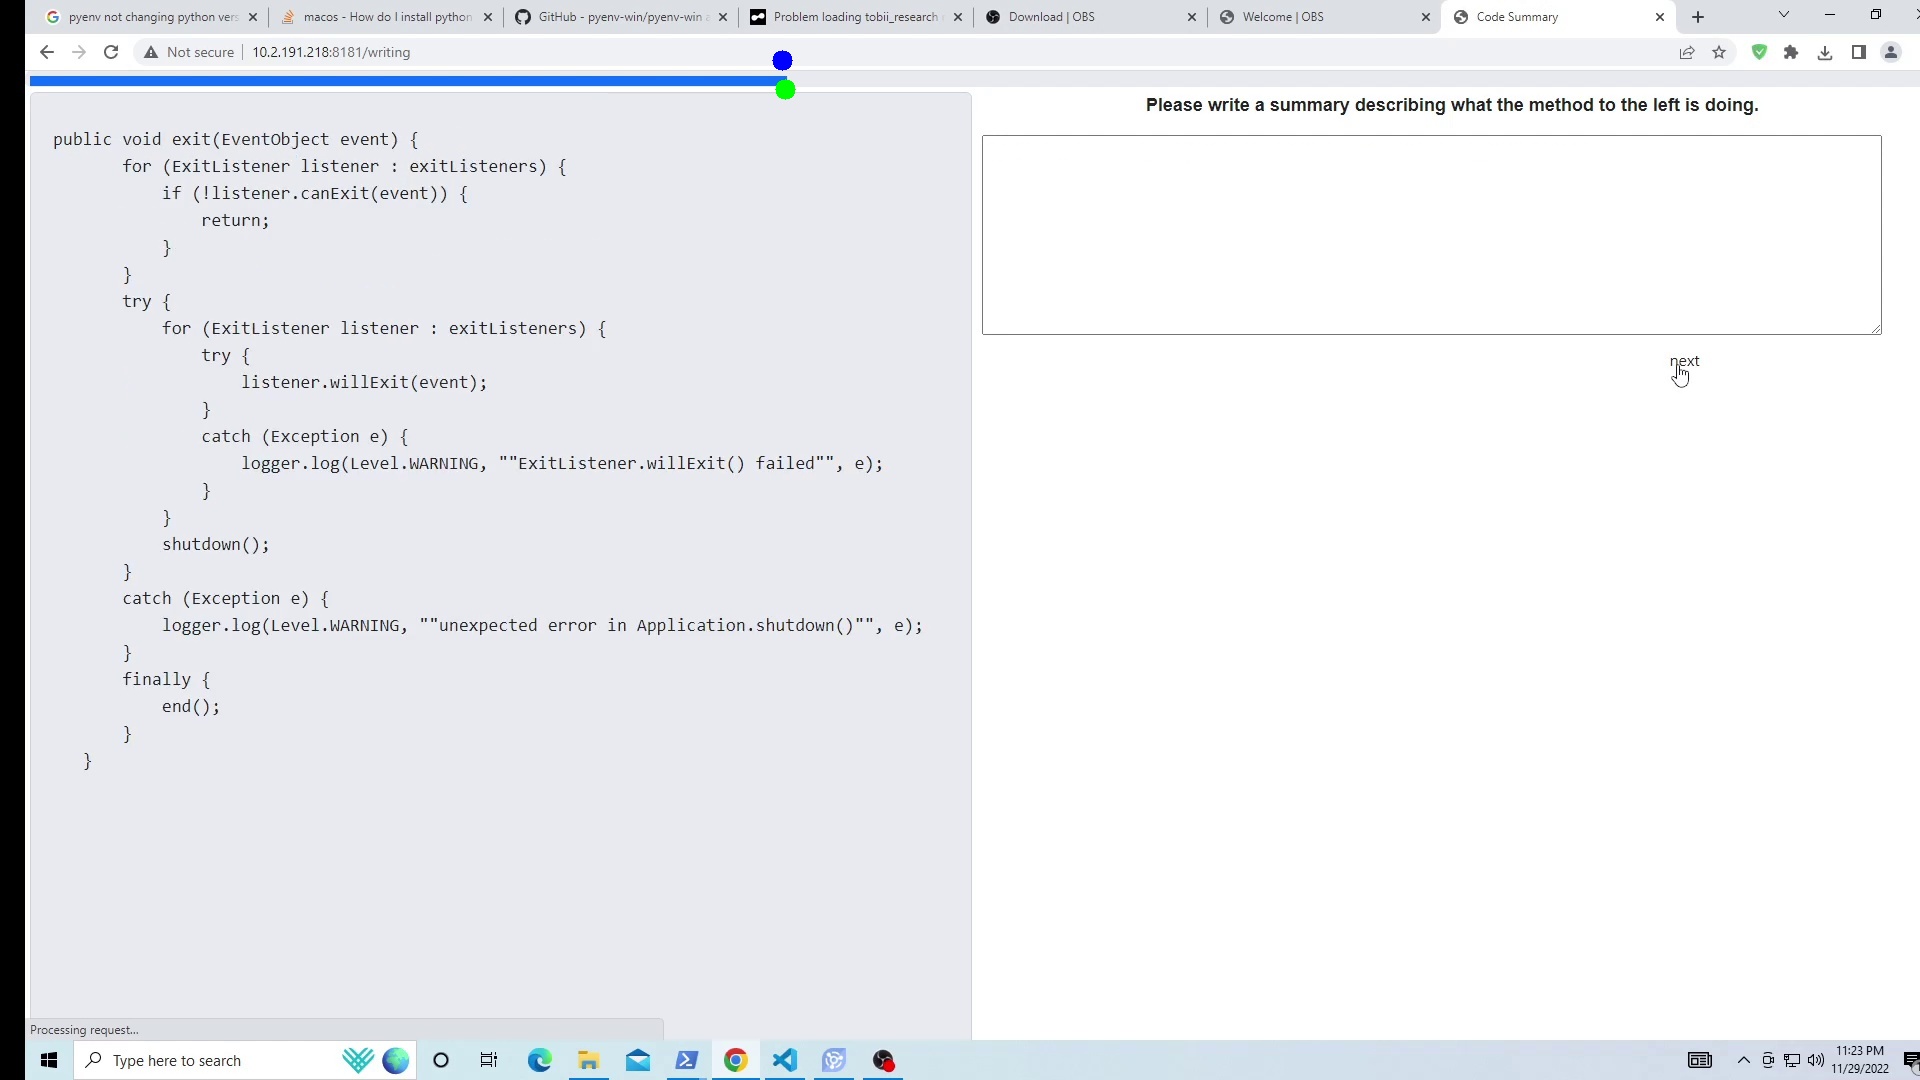 pyenv not changing python vers
macos - How do I install python
GitHub - pyenv-win/pyenv-win
Problem loading tobii_research
Download | OBS
Welcome | OBS
Code Summary
Not secure
10.2.191.218:8181/writing
public void exit(EventObject event) {
for (ExitListener listener : exitListeners) {
if (!listener.canExit(event)) {
return;
}
}
try {
for (ExitListener listener : exitListeners) {
try {
listener.willExit(event);
}
catch (Exception e) {
logger.log(Level.WARNING, ""ExitListener.willExit() failed"", e);
}
}
shutdown();
}
catch (Exception e) {
logger.log(Level.WARNING, ""unexpected error in Application.shutdown()"", e);
}
finally {
end();
}
}
Please write a summary describing what the method to the left is doing.
next
Processing request...
Type here to search
11:23 PM
11/29/2022